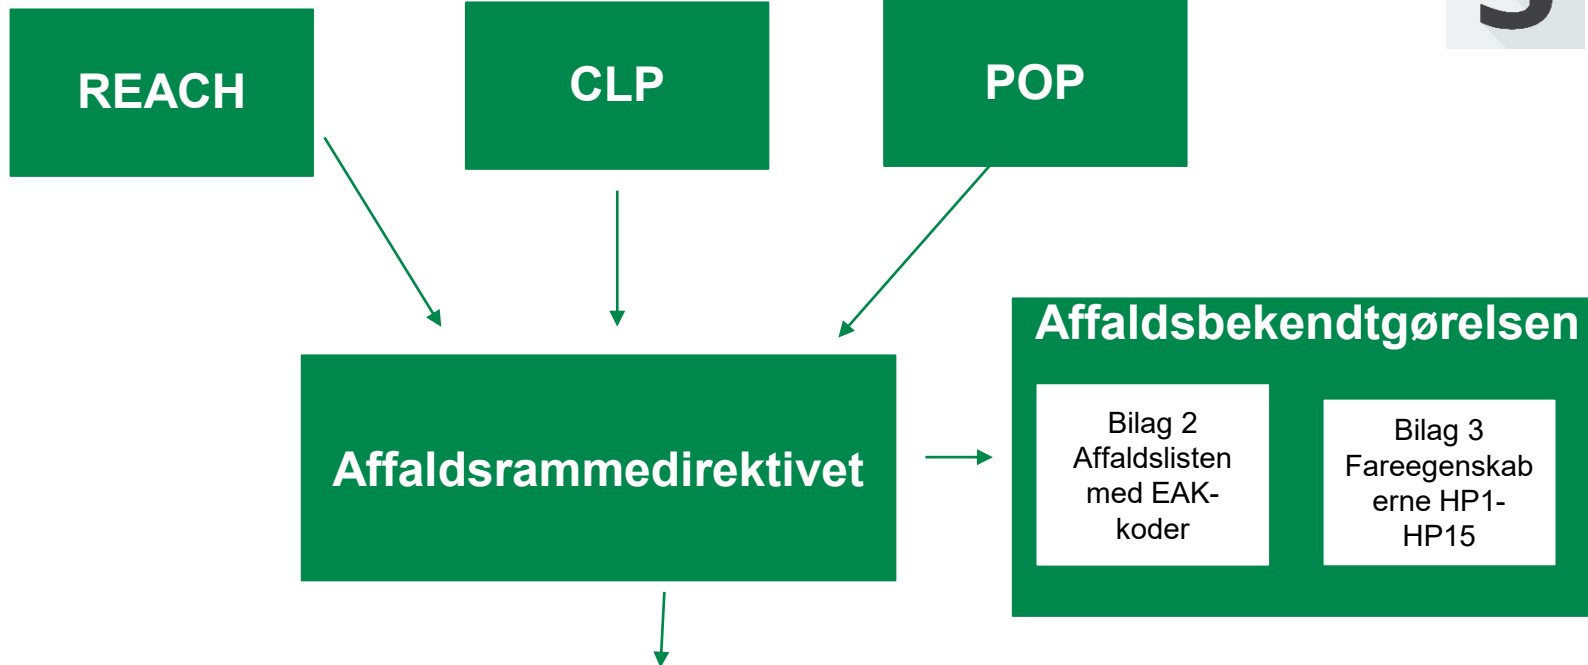 REACH
CLP
POP
Affaldsrammedirektivet
Affaldsbekendtgørelsen
Bilag 2
Affaldslisten
med EAK-
koder
Bilag 3
Fareegenskab
erne HP1-
HP15